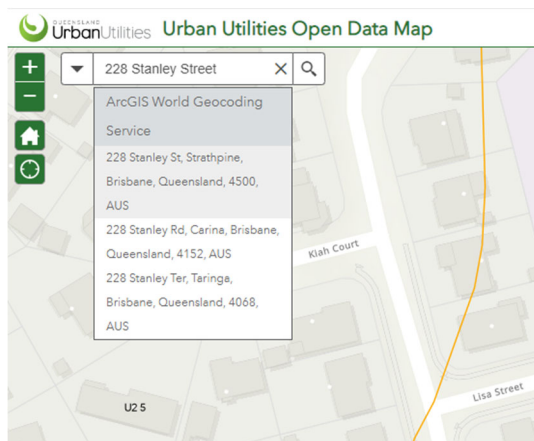 QUEENSLAND
UrbanUtilities
Urban Utilities Open Data Map
+
228 Stanley Street
−
ArcGIS World Geocoding
Service
228 Stanley St, Strathpine,
Brisbane, Queensland, 4500,
AUS
228 Stanley Rd, Carina, Brisbane,
Queensland, 4152, AUS
228 Stanley Ter, Taringa,
Brisbane, Queensland, 4068,
AUS
Kiah Court
Lisa Street
U2 5